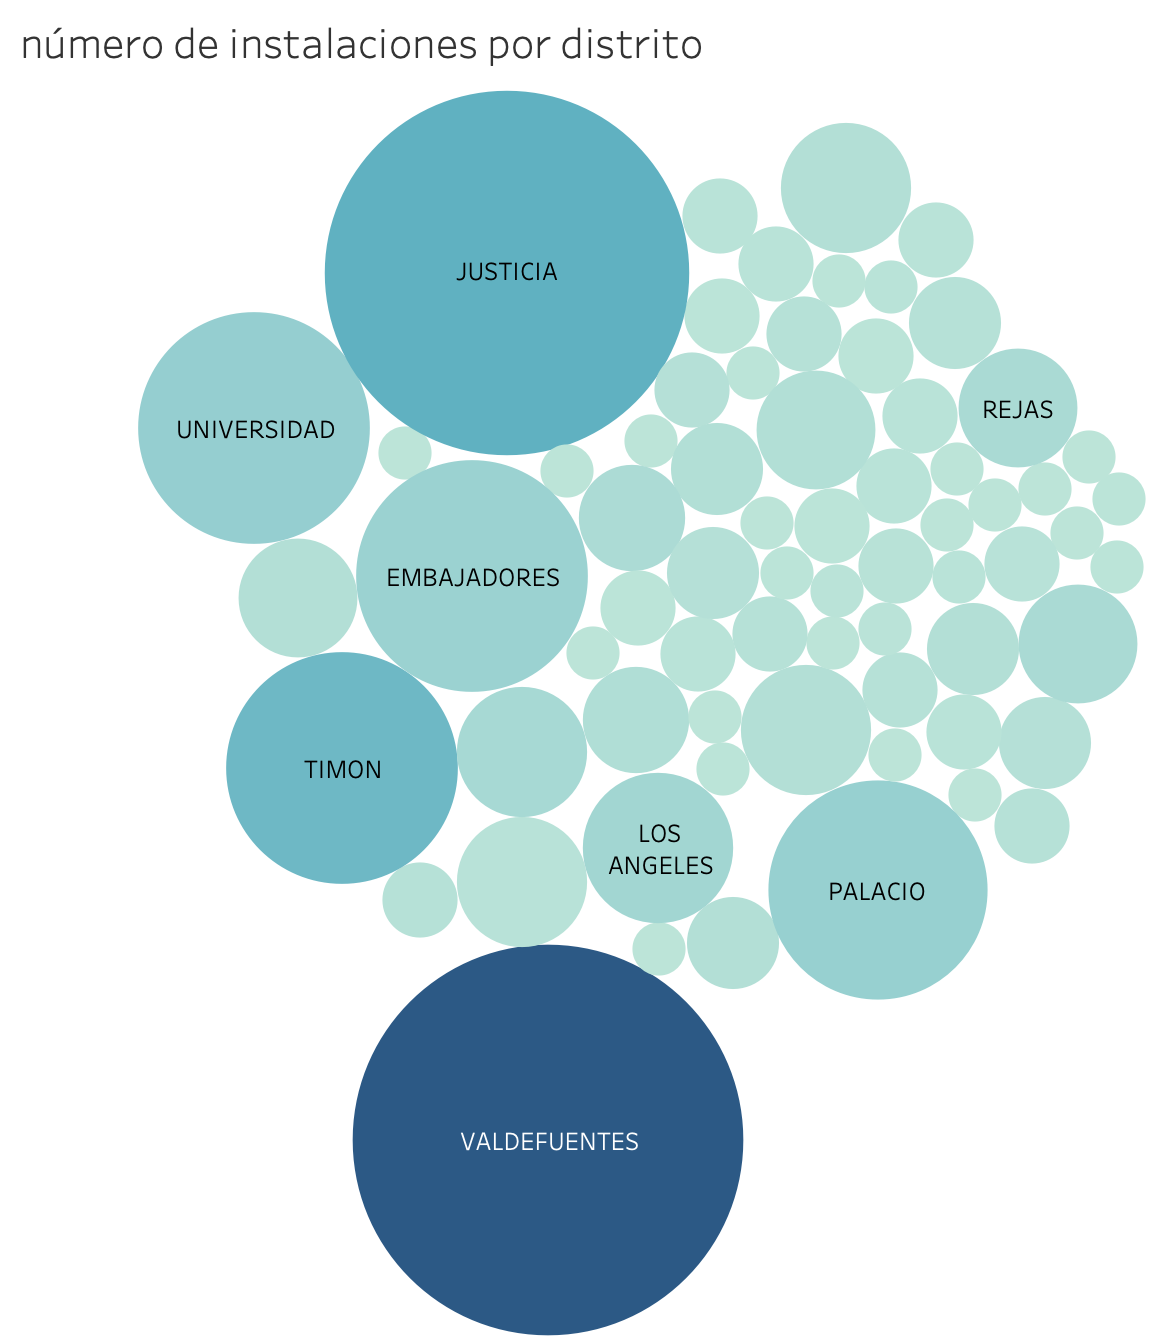 número de instalaciones por distrito
JUSTICIA
UNIVERSIDAD
REJAS
EMBAJADORES
TIMON
LOS
ANGELES
PALACIO
VALDEFUENTES